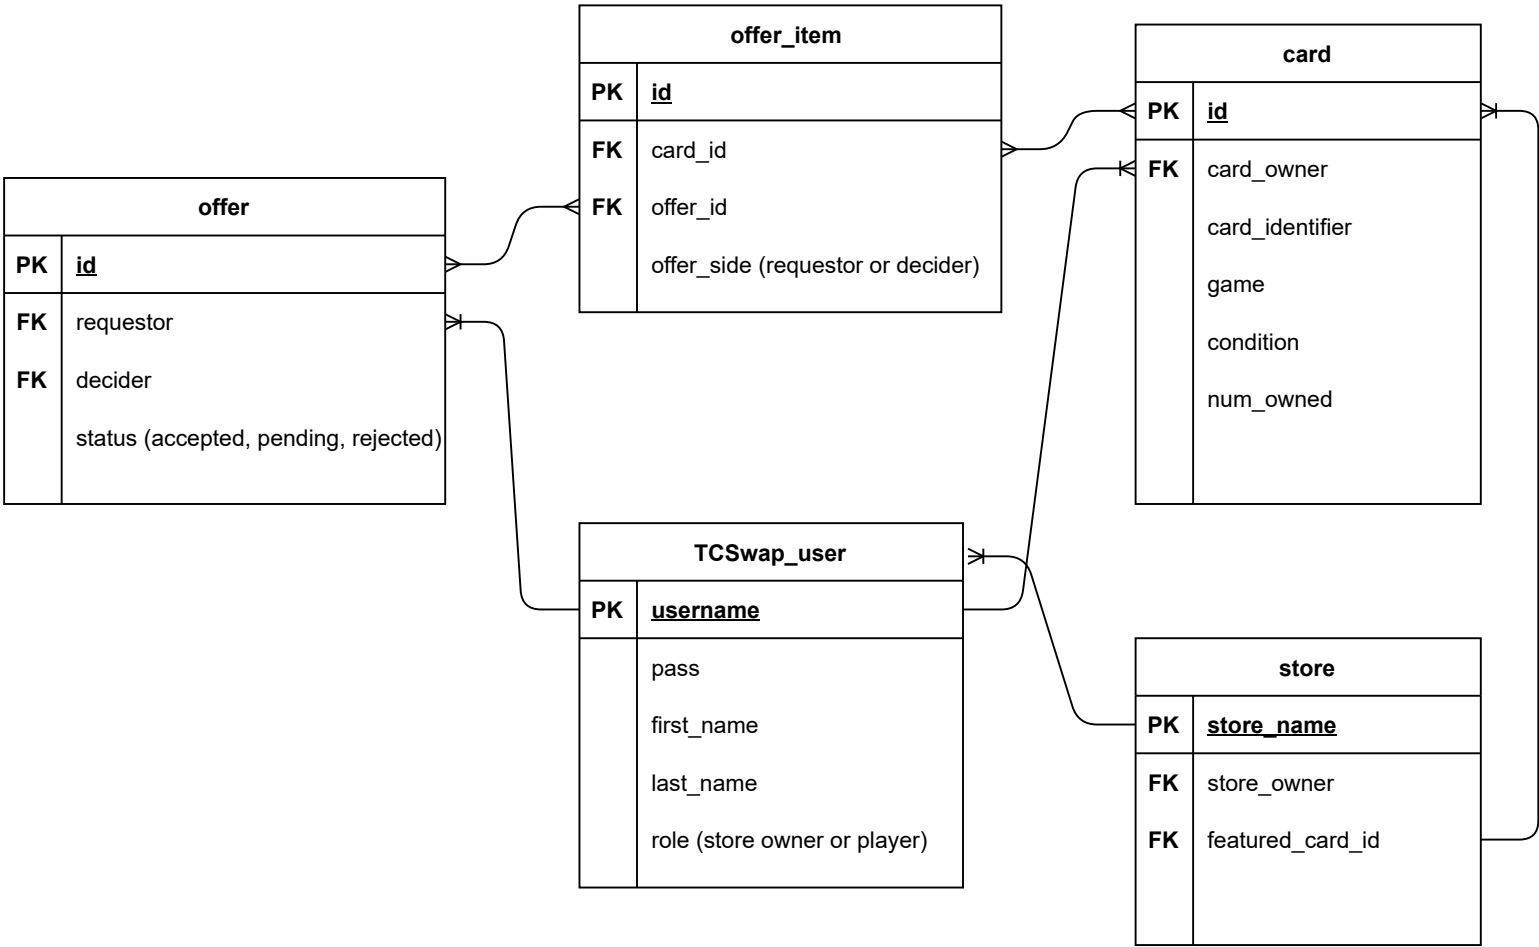 offer_item
PK id
FK card_id
FK offer_id
offer_side (requestor or decider)
card
PK id
FK card_owner
card_identifier
game
condition
num_owned
offer
PK id
FK requestor
FK decider
status (accepted, pending, rejected)
TCSwap_user
PK username
pass
first_name
last_name
role (store owner or player)
store
PK store_name
FK store_owner
FK featured_card_id